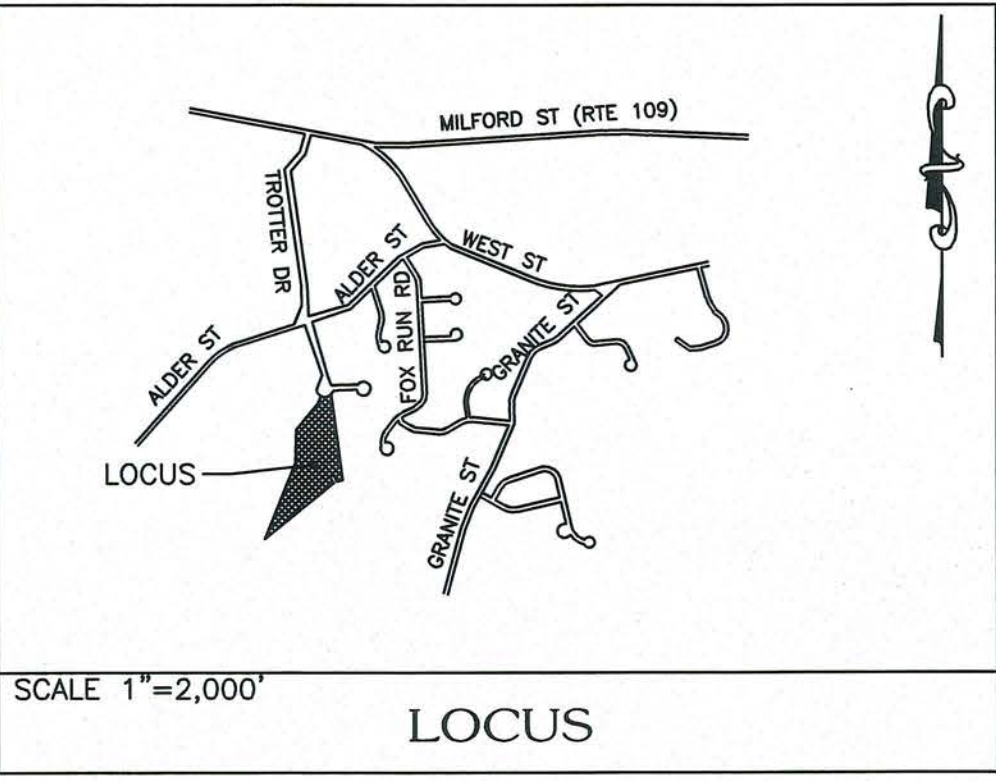 MILFORD ST (RTE 109)
TROTTER DR
ALDER ST
WEST ST
FOX RUN RD
GRANITE ST
ALDER ST
LOCUS
GRANITE ST
SCALE 1"=2,000'
LOCUS